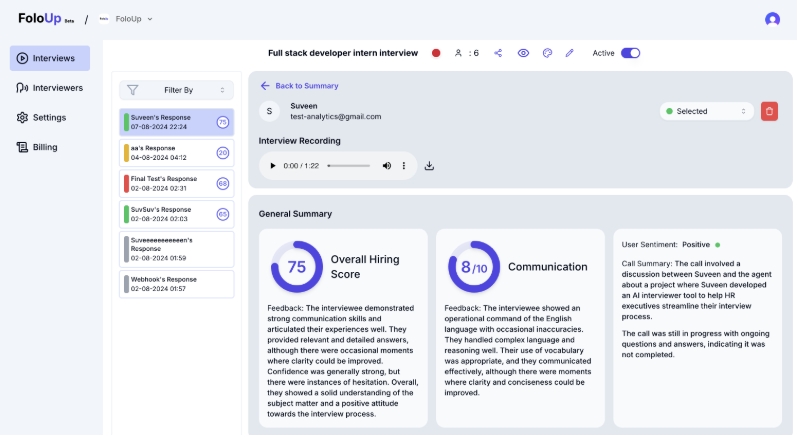 FoloUp Beta / FoloUp
Full stack developer intern interview : 6 Active
Interviews
Interviewers
Settings
Billing
Filter By
Suveen's Response
07-08-2024 22:24
75
aa's Response
04-08-2024 04:12
20
Final Test's Response
02-08-2024 02:31
68
SuvSuv's Response
02-08-2024 02:03
65
Suveeeeeeeeeen's
Response
02-08-2024 01:59
Webhook's Response
02-08-2024 01:57
Back to Summary
S
Suveen
test-analytics@gmail.com
Selected
Interview Recording
0:00 / 1:22
General Summary
75
Overall Hiring
Score
Feedback: The interviewee demonstrated
strong communication skills and
articulated their experiences well. They
provided relevant and detailed answers,
although there were occasional moments
where clarity could be improved.
Confidence was generally strong, but
there were instances of hesitation. Overall,
they showed a solid understanding of the
subject matter and a positive attitude
towards the interview process.
8/10
Communication
Feedback: The interviewee showed an
operational command of the English
language with occasional inaccuracies.
They handled complex language and
reasoning well. Their use of vocabulary
was appropriate, and they communicated
effectively, although there were moments
where clarity and conciseness could be
improved.
User Sentiment: Positive
Call Summary: The call involved a
discussion between Suveen and the agent
about a project where Suveen developed
an AI interviewer tool to help HR
executives streamline their interview
process.
The call was still in progress with ongoing
questions and answers, indicating it was
not completed.